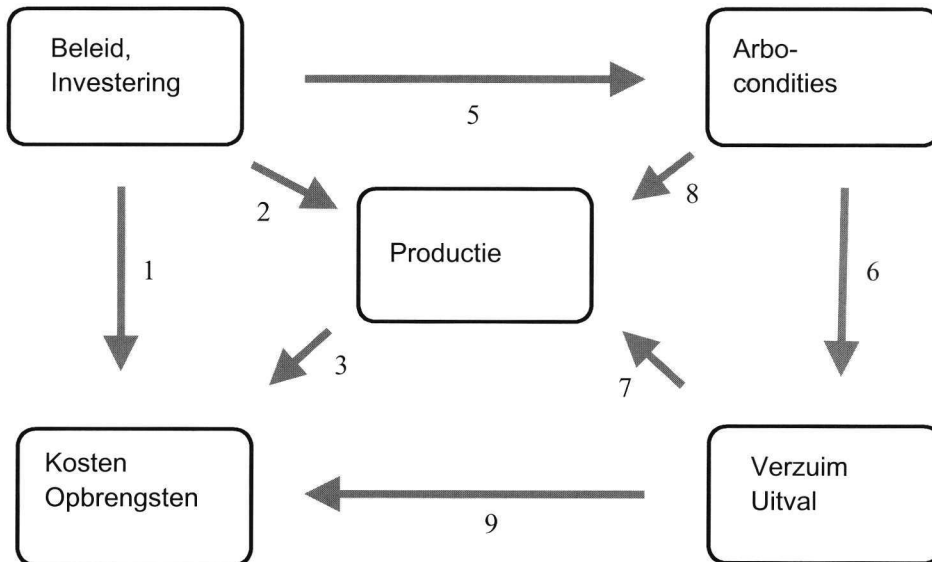 Beleid,
Investering
Arbo-
condities
5
2
8
Productie
1
6
3
7
Kosten
Opbrengsten
Verzuim
Uitval
9